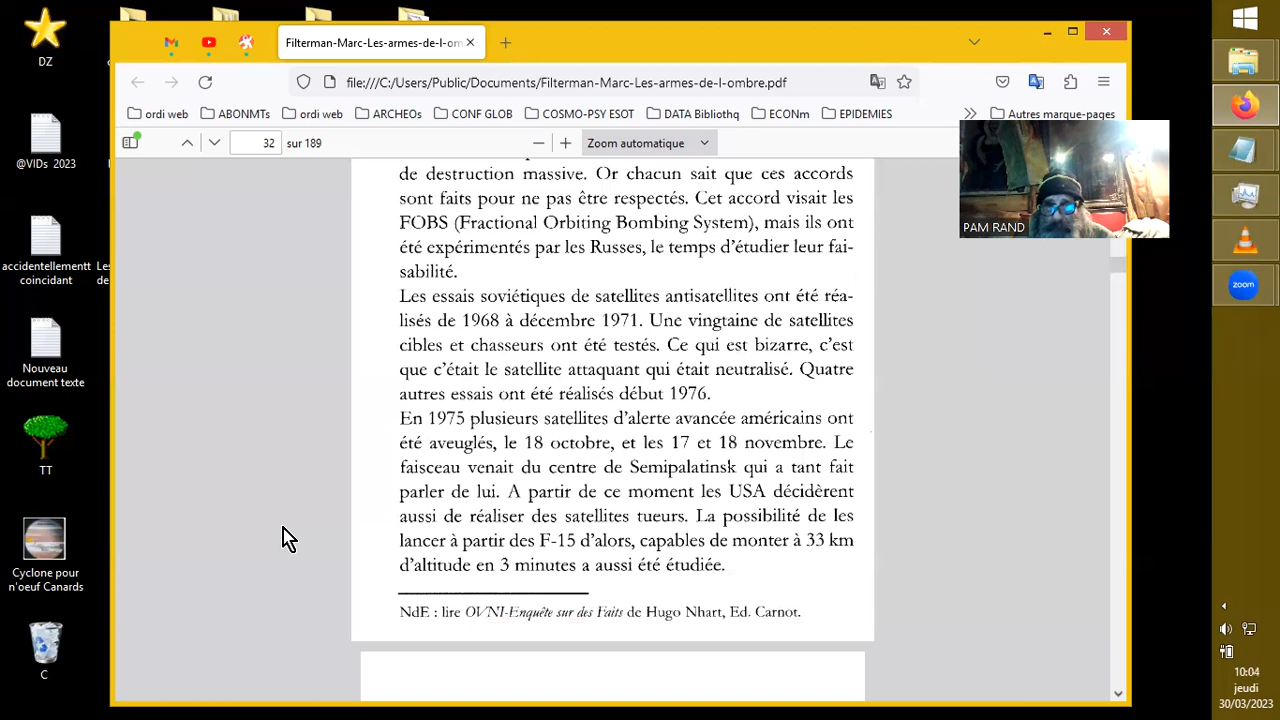 DZ
@VIDs 2023
accidentellementt
coincidant
Les
de
Nouveau
document texte
TT
Cyclone pour
n'oeuf Canards
C
Filterman-Marc-Les-armes-de-l-om
file:///C:/Users/Public/Documents/Filterman-Marc-Les-armes-de-l-ombre.pdf
ordi web
ABONMTs
ordi web
ARCHEOs
CONF GLOB
COSMO-PSY ESOT
DATA Bibliothq
ECONm
EPIDEMIES
Autres marque-pages
32 sur 189
Zoom automatique
de destruction massive. Or chacun sait que ces accords
sont faits pour ne pas être respectés. Cet accord visait les
FOBS (Fractional Orbiting Bombing System), mais ils ont
été expérimentés par les Russes, le temps d'étudier leur fai-
sabilité.
Les essais soviétiques de satellites antisatellites ont été réa-
lisés de 1968 à décembre 1971. Une vingtaine de satellites
cibles et chasseurs ont été testés. Ce qui est bizarre, c'est
que c'était le satellite attaquant qui était neutralisé. Quatre
autres essais ont été réalisés début 1976.
En 1975 plusieurs satellites d'alerte avancée américains ont
été aveuglés, le 18 octobre, et les 17 et 18 novembre. Le
faisceau venait du centre de Semipalatinsk qui a tant fait
parler de lui. A partir de ce moment les USA décidèrent
aussi de réaliser des satellites tueurs. La possibilité de les
lancer à partir des F-15 d'alors, capables de monter à 33 km
d'altitude en 3 minutes a aussi été étudiée.
NdE : lire OVNI-Enquête sur des Faits de Hugo Nhart, Ed. Carnot.
PAM RAND
zoom
10:04
jeudi
30/03/2023